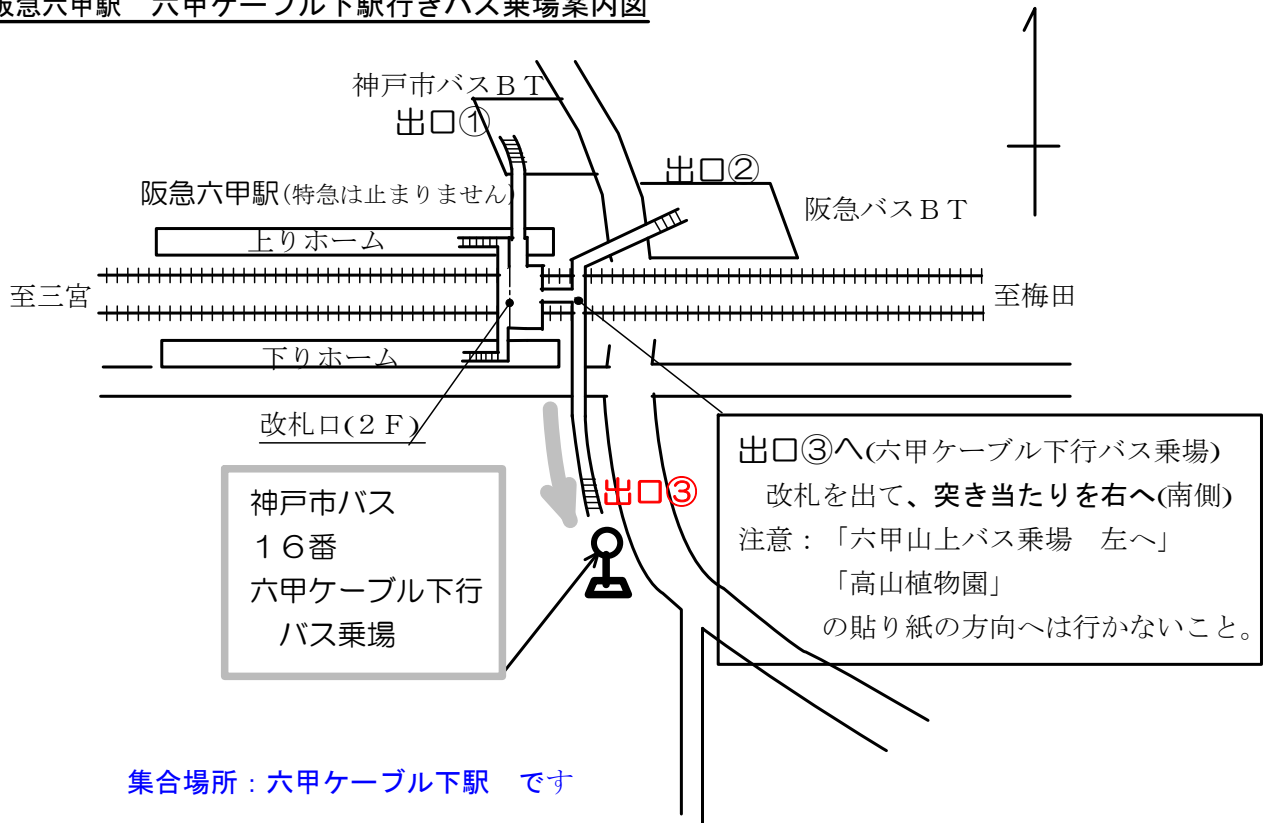 阪急六甲駅　六甲ケーブル下駅行きバス乗場案内図
神戸市バスＢＴ
出口①
出口②
阪急六甲駅(特急は止まりません)
阪急バスＢＴ
上りホーム
至三宮
至梅田
下りホーム
改札口(２Ｆ)
出口③へ(六甲ケーブル下行バス乗場)
改札を出て、突き当たりを右へ(南側)
注意：「六甲山上バス乗場　左へ」
「高山植物園」
の貼り紙の方向へは行かないこと。
出口③
神戸市バス
１６番
六甲ケーブル下行
バス乗場
集合場所：六甲ケーブル下駅　です